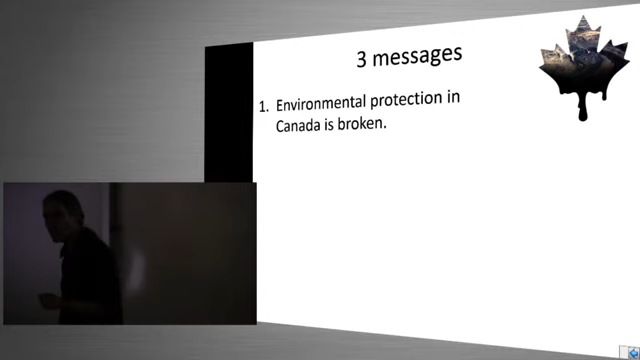 3 messages
1. Environmental protection in
Canada is broken.